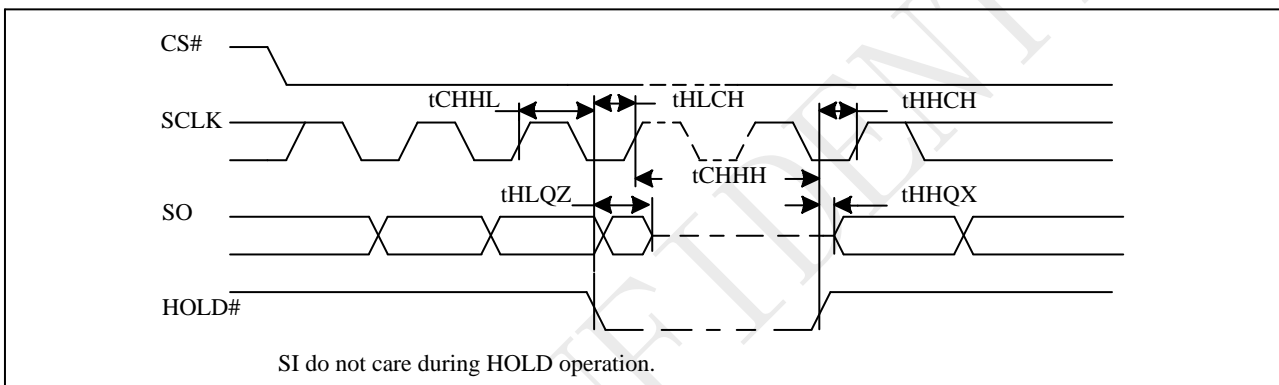 CS#
tCHHL
tHLCH
tHHCH
SCLK
tCHHH
tHLQZ
tHHQX
SO
HOLD#
SI do not care during HOLD operation.